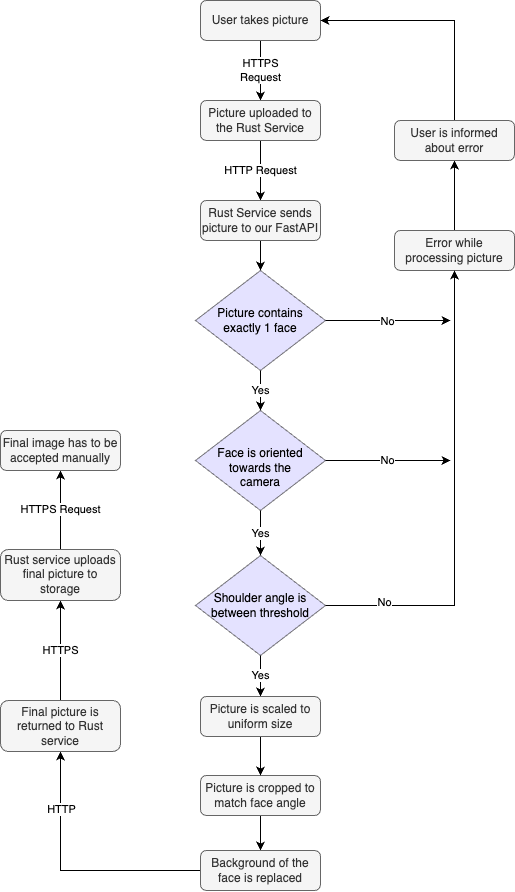 User takes picture
HTTPS
Request
Picture uploaded to
the Rust Service
HTTP Request
Rust Service sends
picture to our FastAPI
Picture contains
exactly 1 face
No
Yes
Face is oriented
towards the
camera
No
Yes
Shoulder angle is
between threshold
No
Yes
Picture is scaled to
uniform size
Picture is cropped to
match face angle
Background of the
face is replaced
HTTP
Final picture is
returned to Rust
service
HTTPS
Rust service uploads
final picture to
storage
HTTPS Request
Final image has to be
accepted manually
Error while
processing picture
User is informed
about error